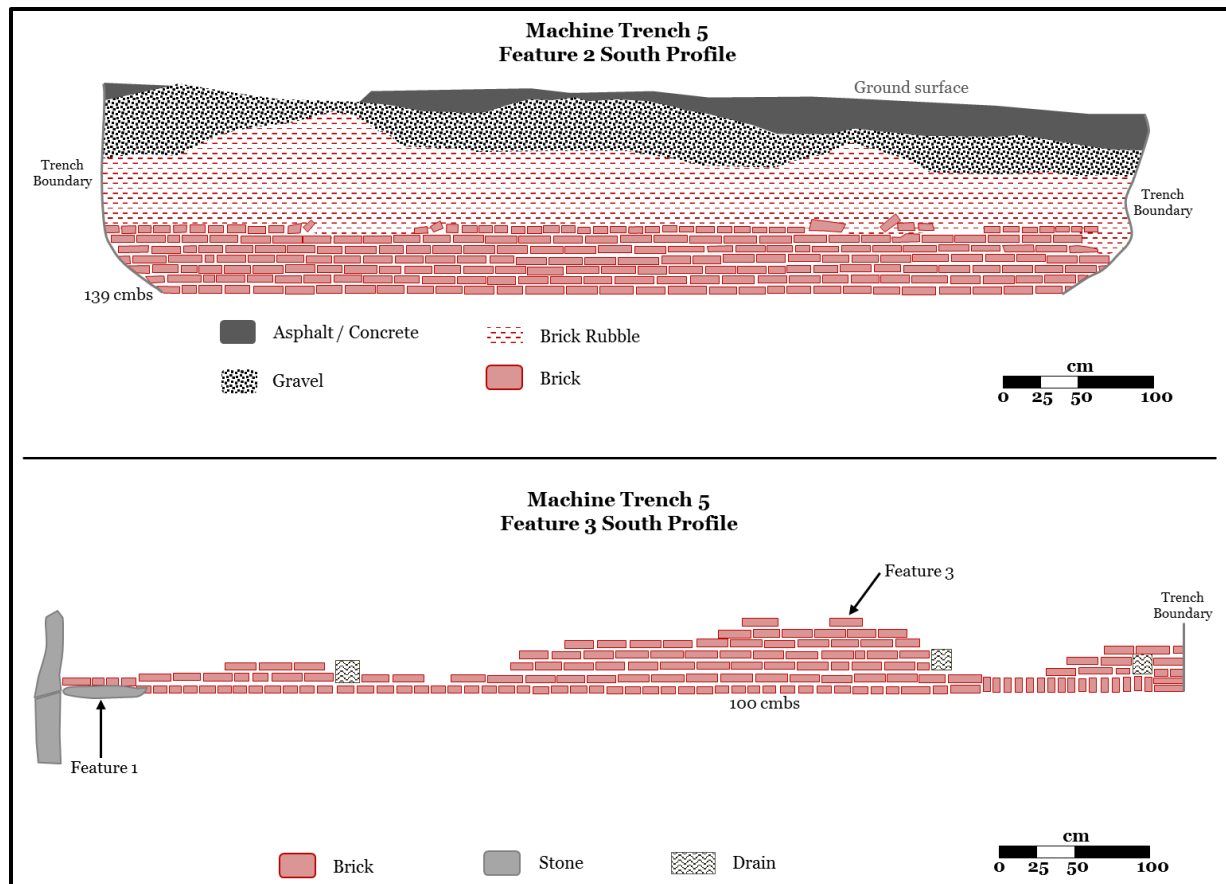 Machine Trench 5
Feature 2 South Profile
Ground surface
Trench
Boundary
Trench
Boundary
139 cmbs
Asphalt / Concrete
Brick Rubble
Gravel
Brick
cm
0 25 50 100
Machine Trench 5
Feature 3 South Profile
Feature 3
Trench
Boundary
100 cmbs
Feature 1
Brick
Stone
Drain
cm
0 25 50 100